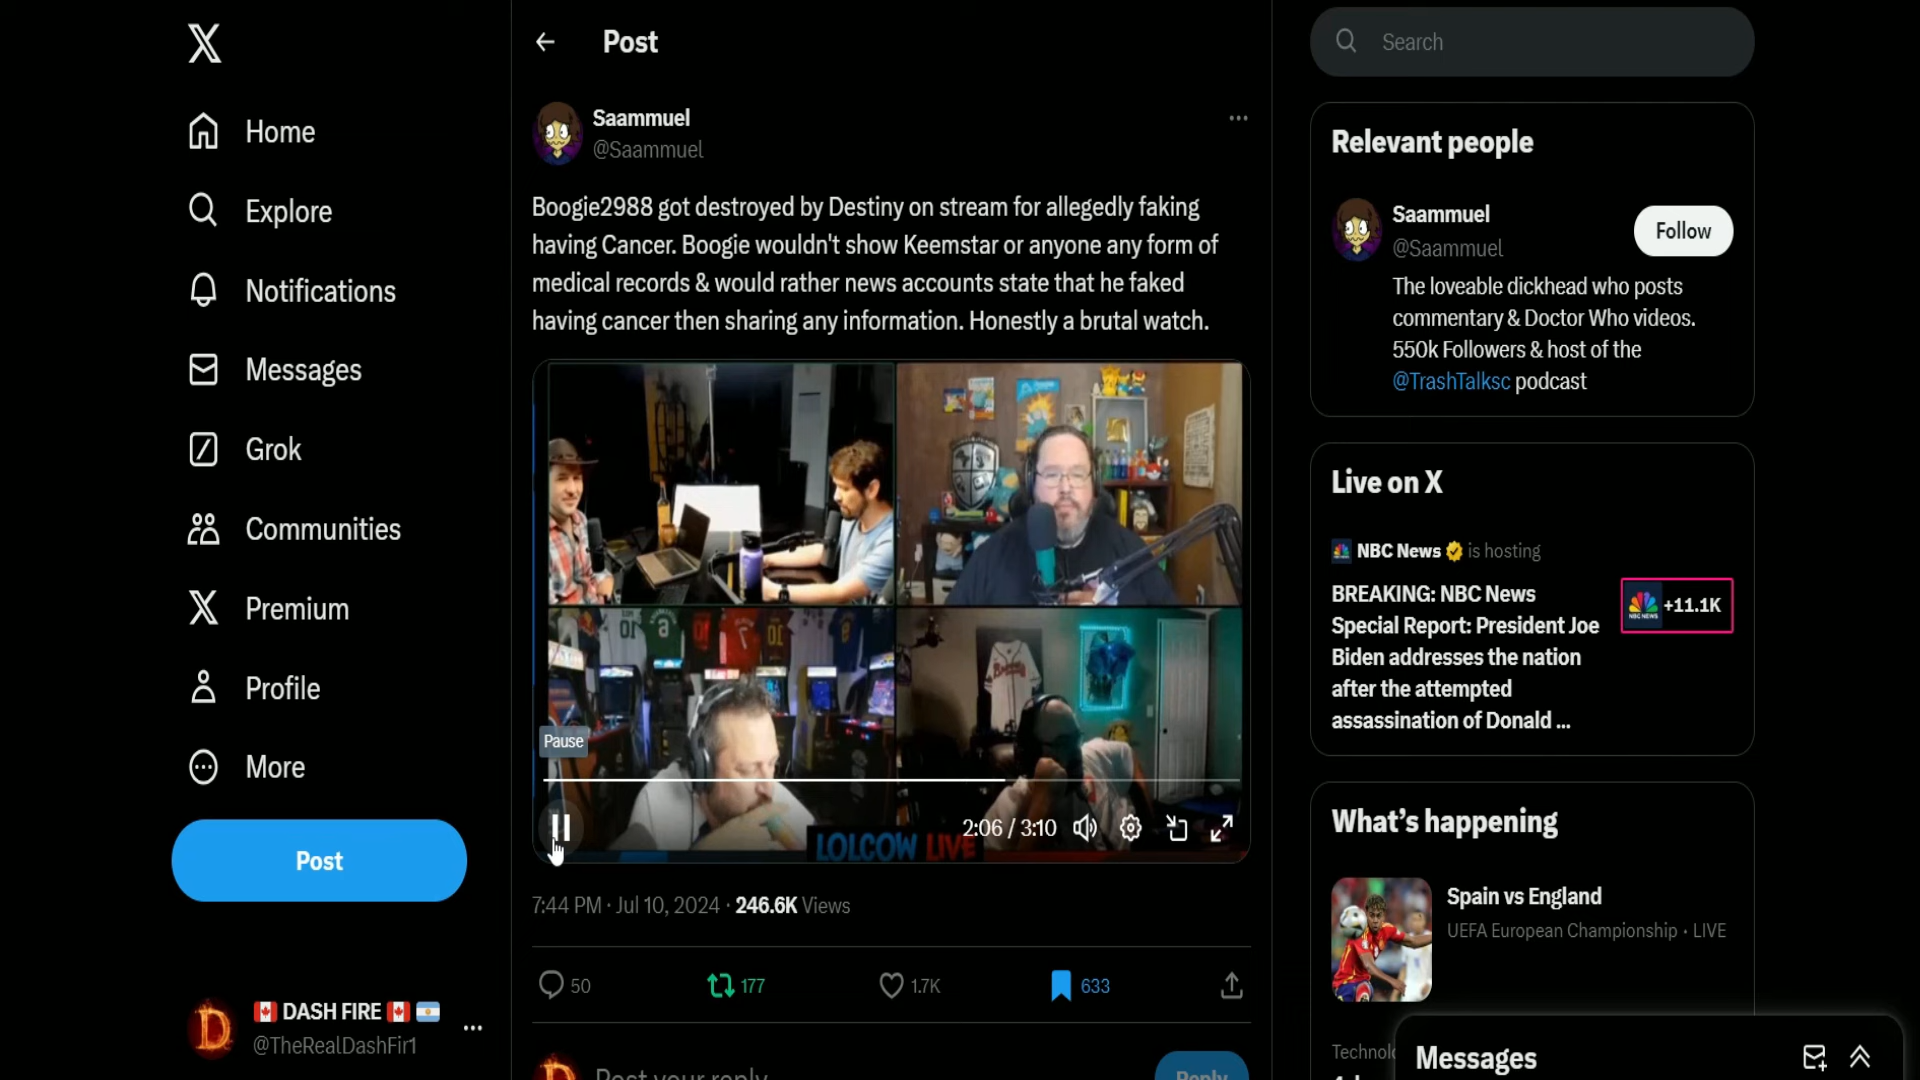 Home
Explore
Notifications
Messages
Grok
Communities
Premium
Profile
More
Post
DASH FIRE
@TheRealDashFir1
Post
Saammuel
@Saammuel
Boogie2988 got destroyed by Destiny on stream for allegedly faking
having Cancer. Boogie wouldn't show Keemstar or anyone any form of
medical records & would rather news accounts state that he faked
having cancer then sharing any information. Honestly a brutal watch.
Pause
2:06 / 3:10
LOLCOW LIVE
7:44 PM · Jul 10, 2024 · 246.6K Views
50
177
1.7K
633
Post your reply
Reply
Search
Relevant people
Saammuel
@Saammuel
Follow
The loveable dickhead who posts
commentary & Doctor Who videos.
550k Followers & host of the
@TrashTalksc podcast
Live on X
NBC News is hosting
BREAKING: NBC News
Special Report: President Joe
Biden addresses the nation
after the attempted
assassination of Donald ...
NBC NEWS
+11.1K
What's happening
Spain vs England
UEFA European Championship · LIVE
Messages